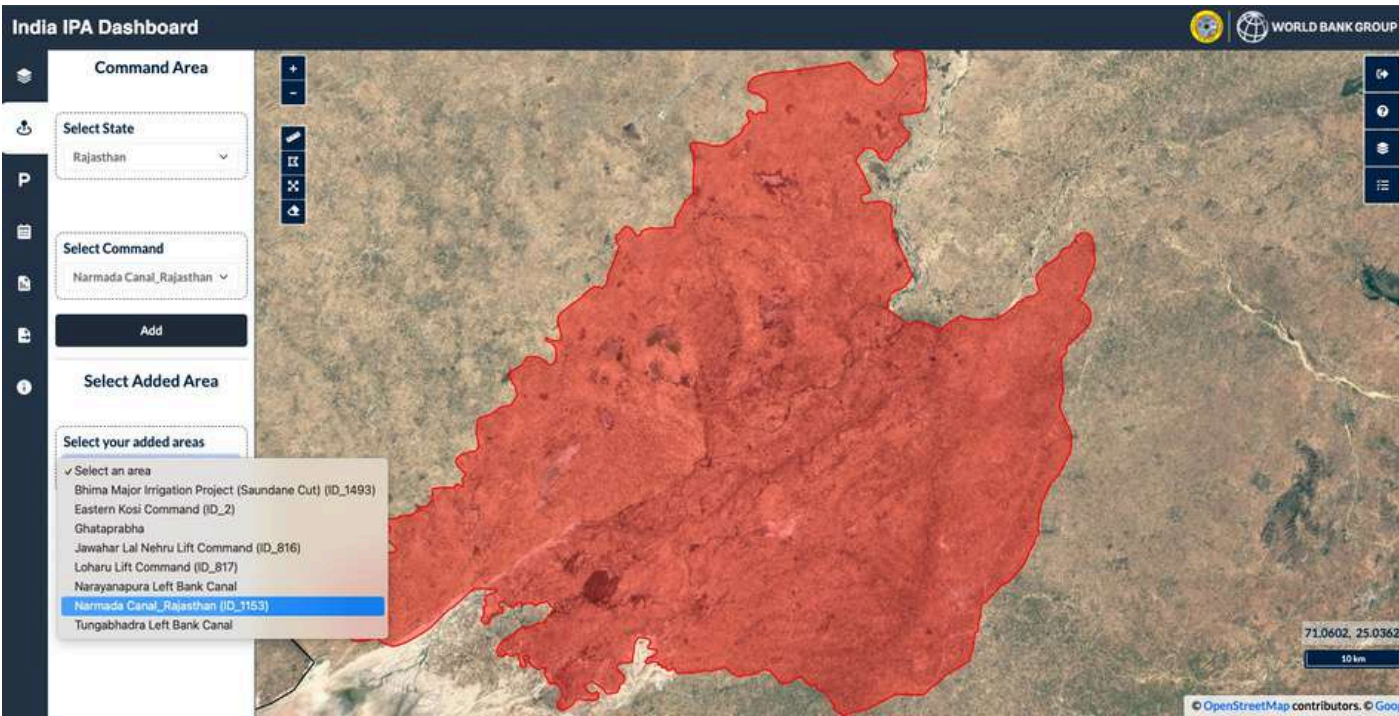 India IPA Dashboard
WORLD BANK GROUP
Command Area
Select State
Rajasthan
Select Command
Narmada Canal_Rajasthan
Add
Select Added Area
Select your added areas
✓ Select an area
Bhima Major Irrigation Project (Saundane Cut) (ID_1493)
Eastern Kosi Command (ID_2)
Ghataprabha
Jawahar Lal Nehru Lift Command (ID_816)
Loharu Lift Command (ID_817)
Narayanapura Left Bank Canal
Narmada Canal_Rajasthan (ID_1153)
Tungabhadra Left Bank Canal
P
+
-
71.0602, 25.0362
10 km
© OpenStreetMap contributors. © Goo